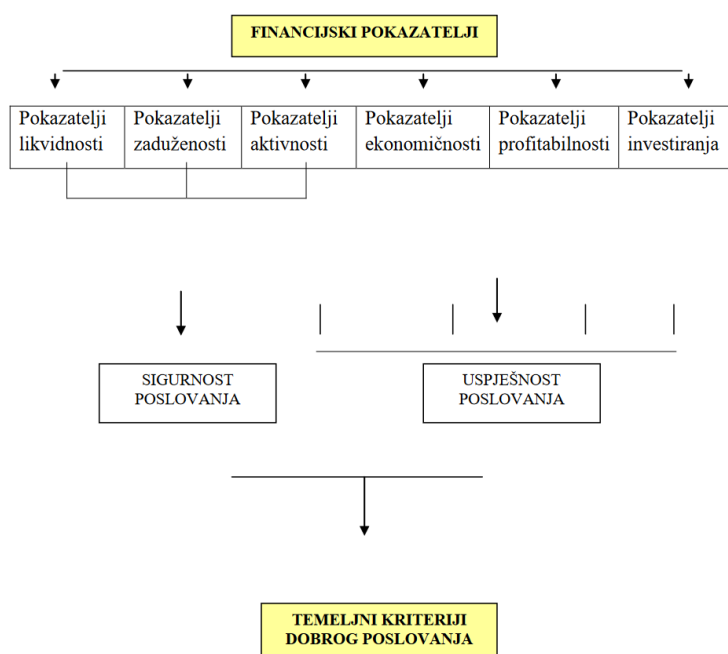 FINANCIJSKI POKAZATELJI
Pokazatelji
likvidnosti
Pokazatelji
zaduženosti
Pokazatelji
aktivnosti
Pokazatelji
ekonomičnosti
Pokazatelji
profitabilnosti
Pokazatelji
investiranja
SIGURNOST
POSLOVANJA
USPJEŠNOST
POSLOVANJA
TEMELJNI KRITERIJI
DOBROG POSLOVANJA